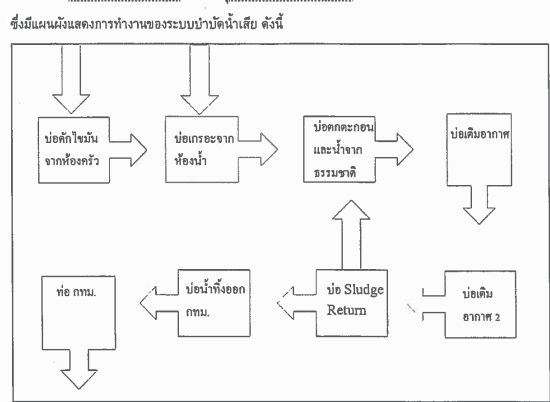 ซึ่งมีแผนผังแสดงการทำงานของระบบบำบัดน้ำเสีย ดังนี้
บ่อดักไขมัน
จากห้องครัว
บ่อเกรอะจาก
ห้องน้ำ
บ่อตกตะกอน
และน้ำจาก
ธรรมชาติ
บ่อเติมอากาศ
ท่อ กทม.
บ่อน้ำทิ้งออก
กทม.
บ่อ Sludge
Return
บ่อเติม
อากาศ 2